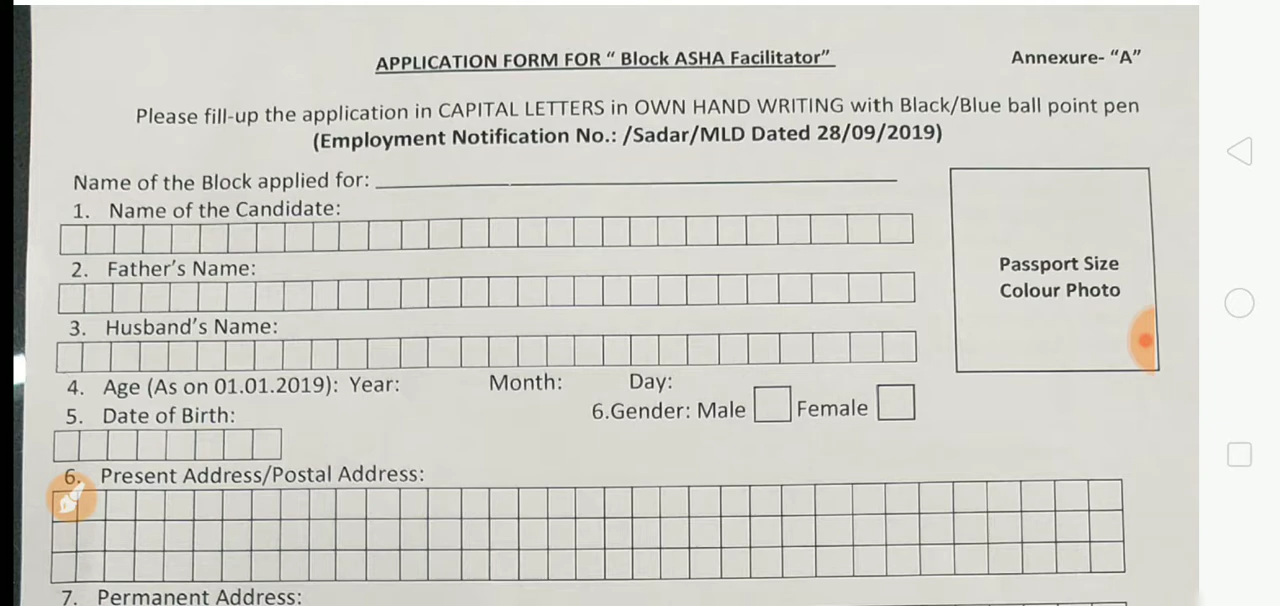 APPLICATION FORM FOR “ Block ASHA Facilitator”
Annexure- “A”
Please fill-up the application in CAPITAL LETTERS in OWN HAND WRITING with Black/Blue ball point pen
(Employment Notification No.: /Sadar/MLD Dated 28/09/2019)
Name of the Block applied for:
1. Name of the Candidate:
Passport Size
Colour Photo
2. Father’s Name:
3. Husband’s Name:
4. Age (As on 01.01.2019): Year: Month: Day:
5. Date of Birth:
6.Gender: Male Female
6. Present Address/Postal Address:
7. Permanent Address: